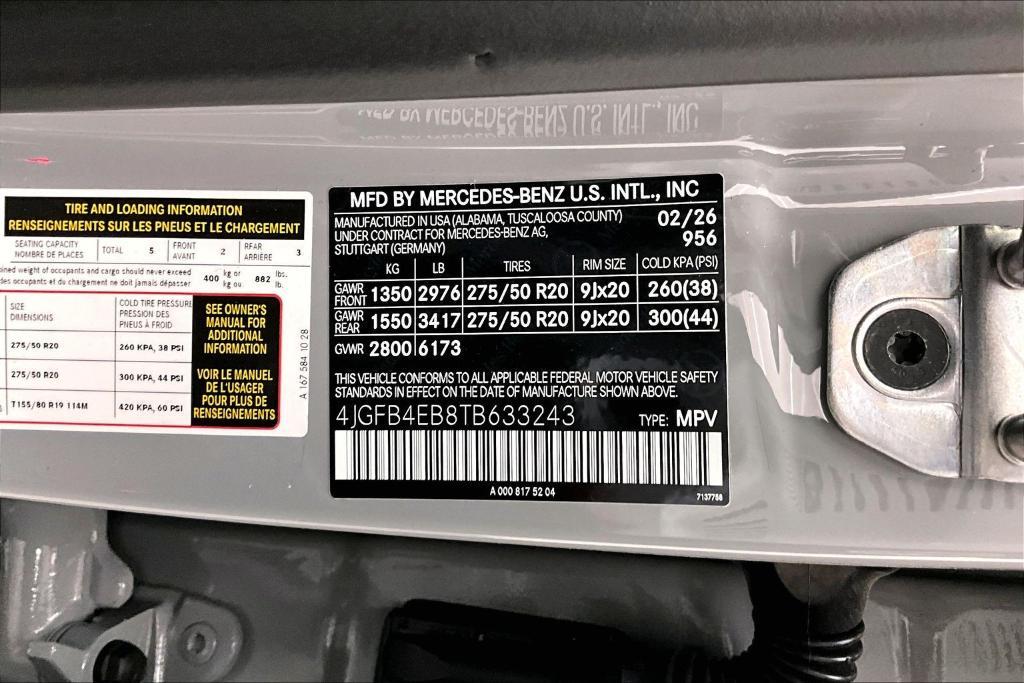 MFD BY MERCEDES-BENZ U.S. INTL., INC
TIRE AND LOADING INFORMATION
RENSEIGNEMENTS SUR LES PNEUS ET LE CHARGEMENT
SEATING CAPACITY
NOMBRE DE PLACES
TOTAL 5
FRONT
AVANT 2
REAR
ARRIÈRE 3
weight of occupants and cargo should never exceed
des occupants et du chargement ne doit jamais dépasser
400 kg or
ou 882 lbs.
lb.
SIZE
DIMENSIONS
COLD TIRE PRESSURE
PRESSION DES
PNEUS À FROID
275/50 R20 260 KPA, 38 PSI
275/50 R20 300 KPA, 44 PSI
T155/80 R19 114M 420 KPA, 60 PSI
SEE OWNER'S
MANUAL FOR
ADDITIONAL
INFORMATION
VOIR LE MANUEL
DE L'USAGER
POUR PLUS DE
RENSEIGNEMENTS
A 167 584 10 28
MFD BY MERCEDES-BENZ U.S. INTL., INC
MANUFACTURED IN USA (ALABAMA, TUSCALOOSA COUNTY)
UNDER CONTRACT FOR MERCEDES-BENZ AG,
STUTTGART (GERMANY)
02/26
956
KG LB TIRES RIM SIZE COLD KPA (PSI)
GAWR
FRONT 1350 2976 275/50 R20 9Jx20 260(38)
GAWR
REAR 1550 3417 275/50 R20 9Jx20 300(44)
GVWR 2800 6173
THIS VEHICLE CONFORMS TO ALL APPLICABLE FEDERAL MOTOR VEHICLE SAFETY
STANDARDS IN EFFECT ON THE DATE OF MANUFACTURE SHOWN ABOVE.
4JGFB4EB8TB633243 TYPE: MPV
A 000 817 52 04
7137756